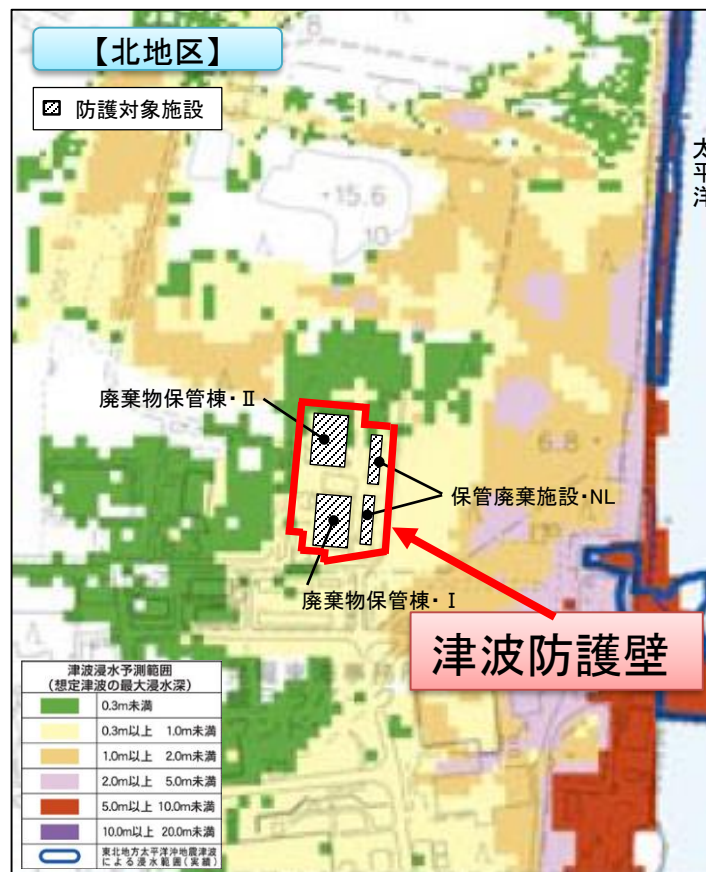 【北地区】
防護対象施設
太平洋
15.6
10
廃棄物保管棟・Ⅱ
6.8
保管廃棄施設・NL
廃棄物保管棟・Ⅰ
津波防護壁
津波浸水予測範囲
(想定津波の最大浸水深)
0.3m未満
0.3m以上 1.0m未満
1.0m以上 2.0m未満
2.0m以上 5.0m未満
5.0m以上 10.0m未満
10.0m以上 20.0m未満
東北地方太平洋沖地震津波
による浸水範囲(実績)